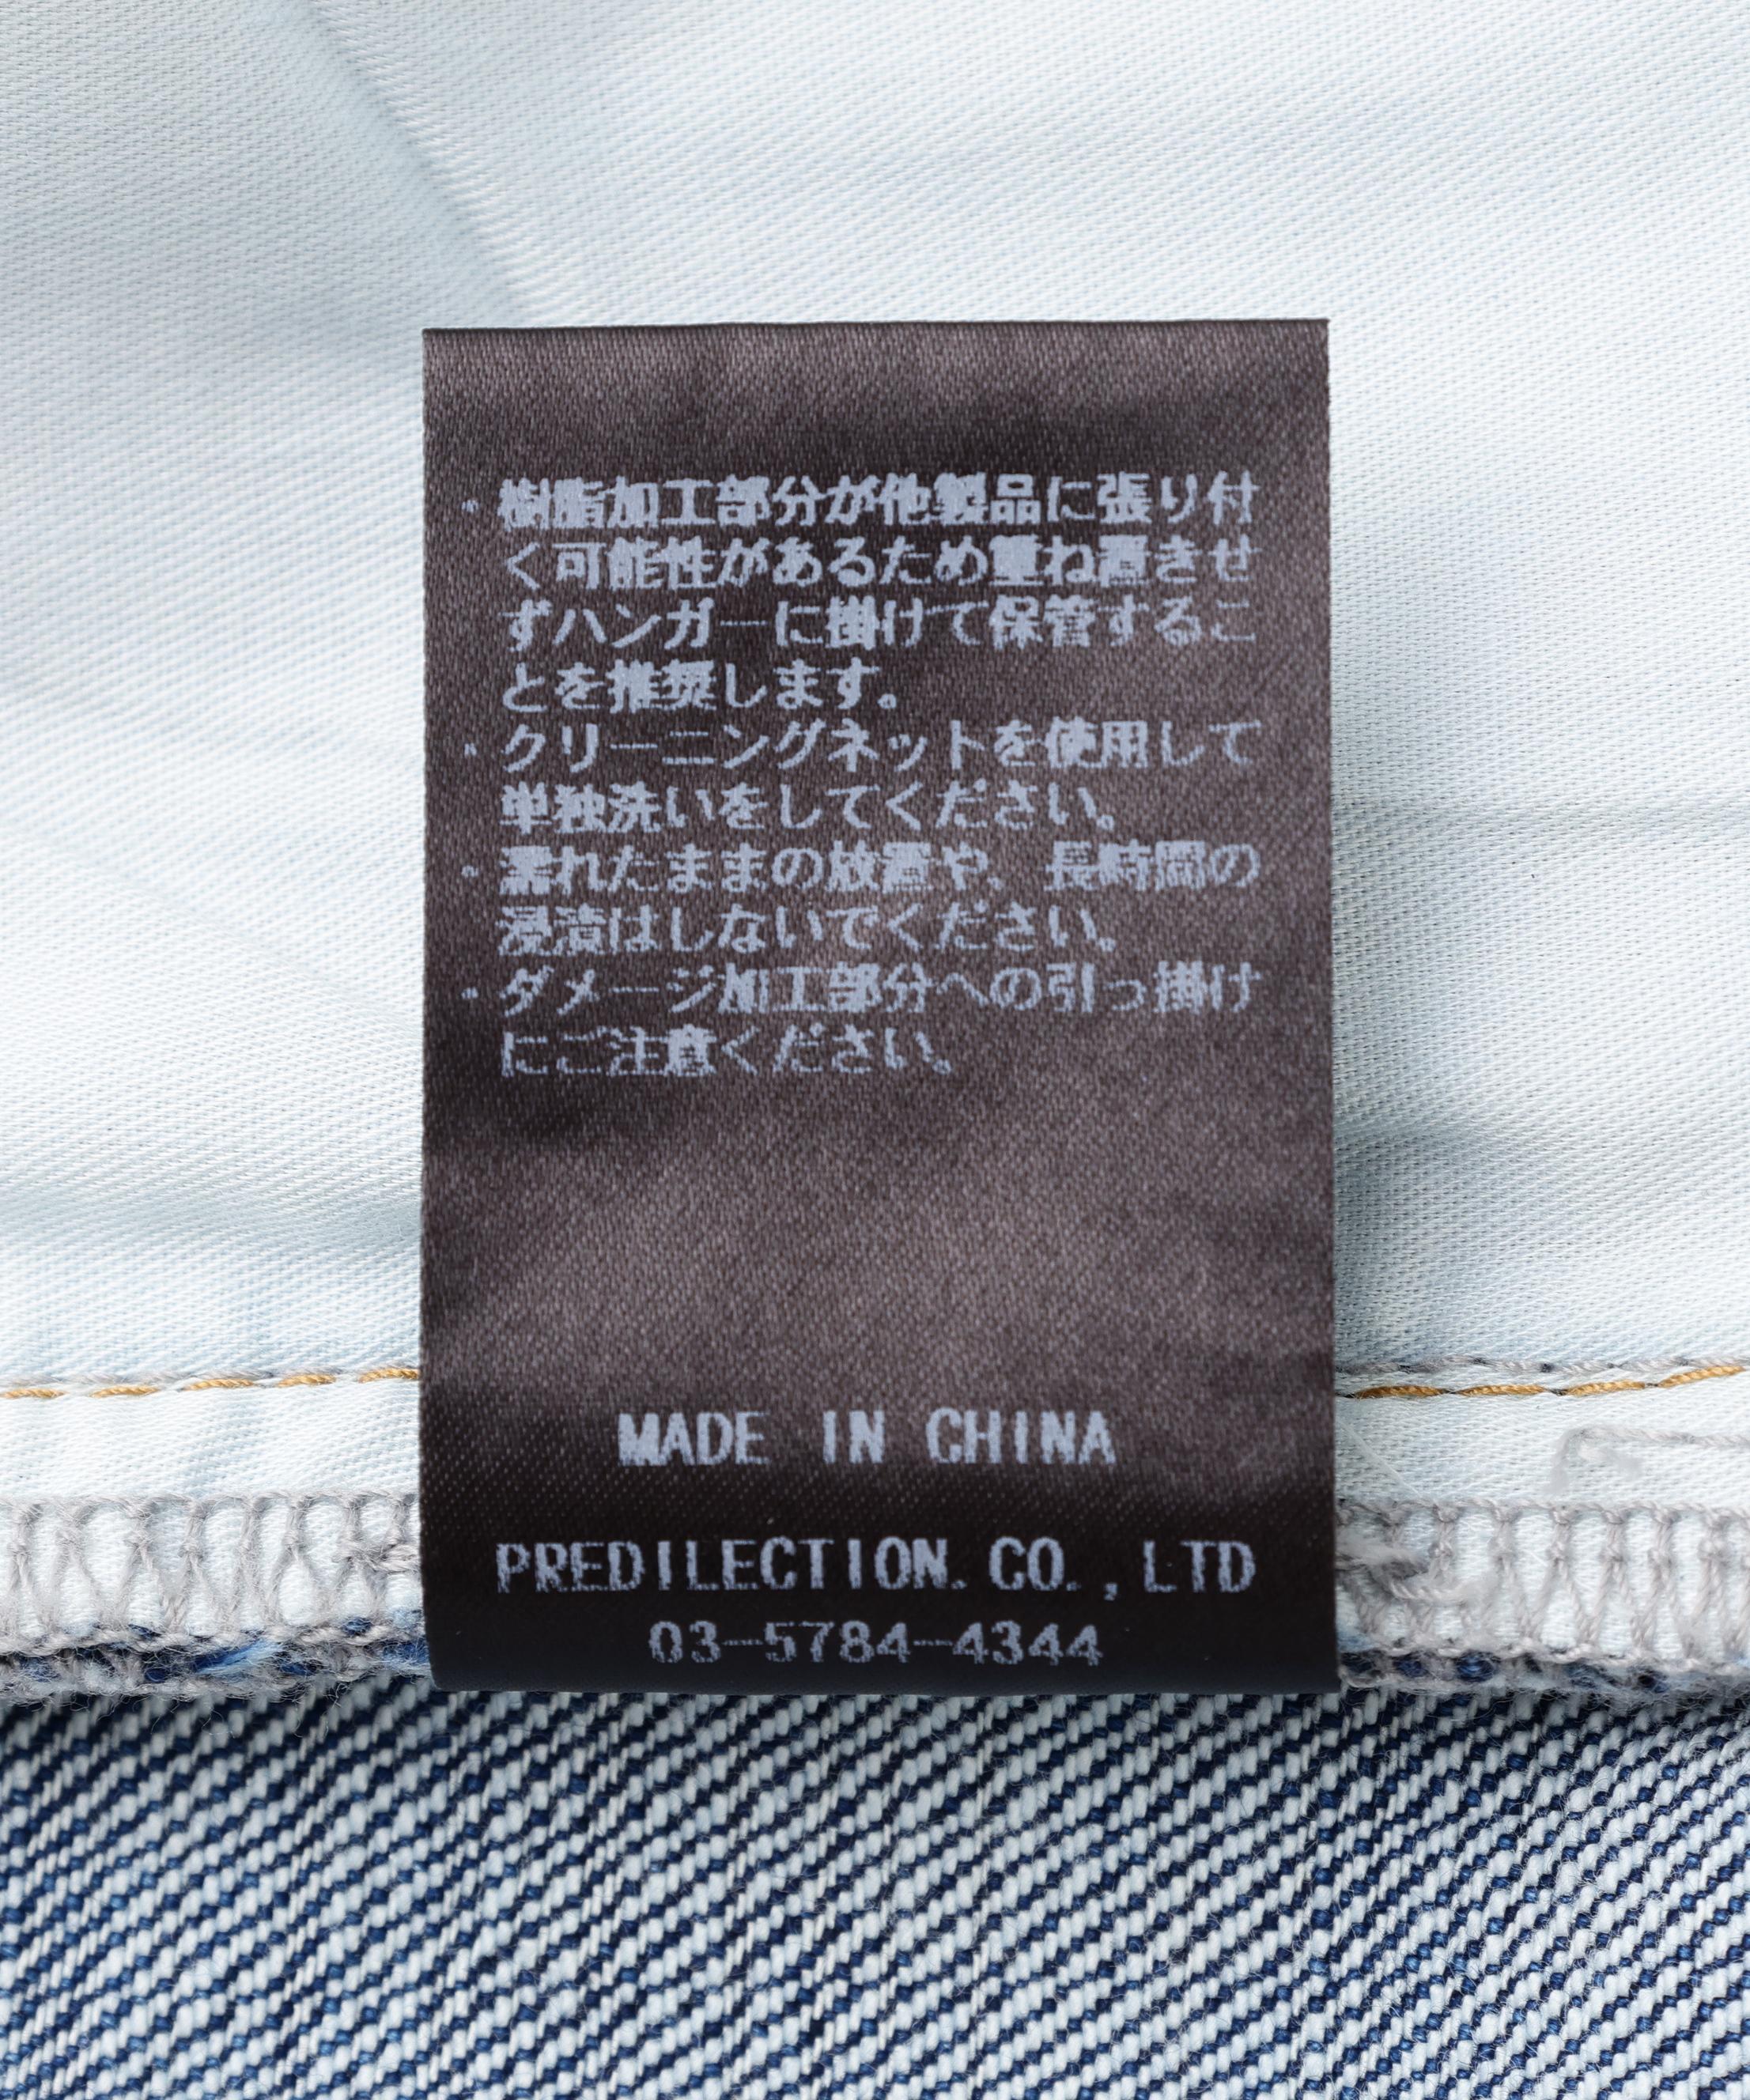 ・樹脂加工部分が他製品に張り付
く可能性があるため重ね置きせ
ずハンガーに掛けて保管するこ
とを推奨します。
・クリーニングネットを使用して
単独洗いをしてください。
・濡れたままの放置や、長時間の
浸漬はしないでください。
・ダメージ加工部分への引っ掛け
にご注意ください。
MADE IN CHINA
PREDILECTION.CO.,LTD
03-5784-4344